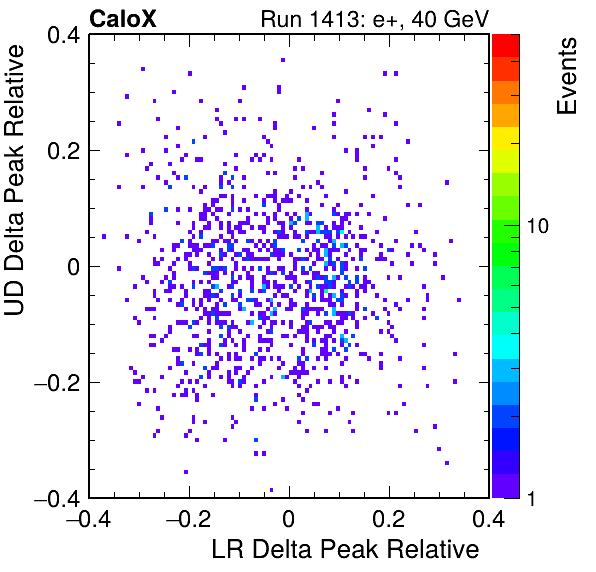 CaloX Run 1413: e+, 40 GeV
0.4
0.2
0
−0.2
−0.4
−0.4 −0.2 0 0.2 0.4
LR Delta Peak Relative
UD Delta Peak Relative
Events
10
1